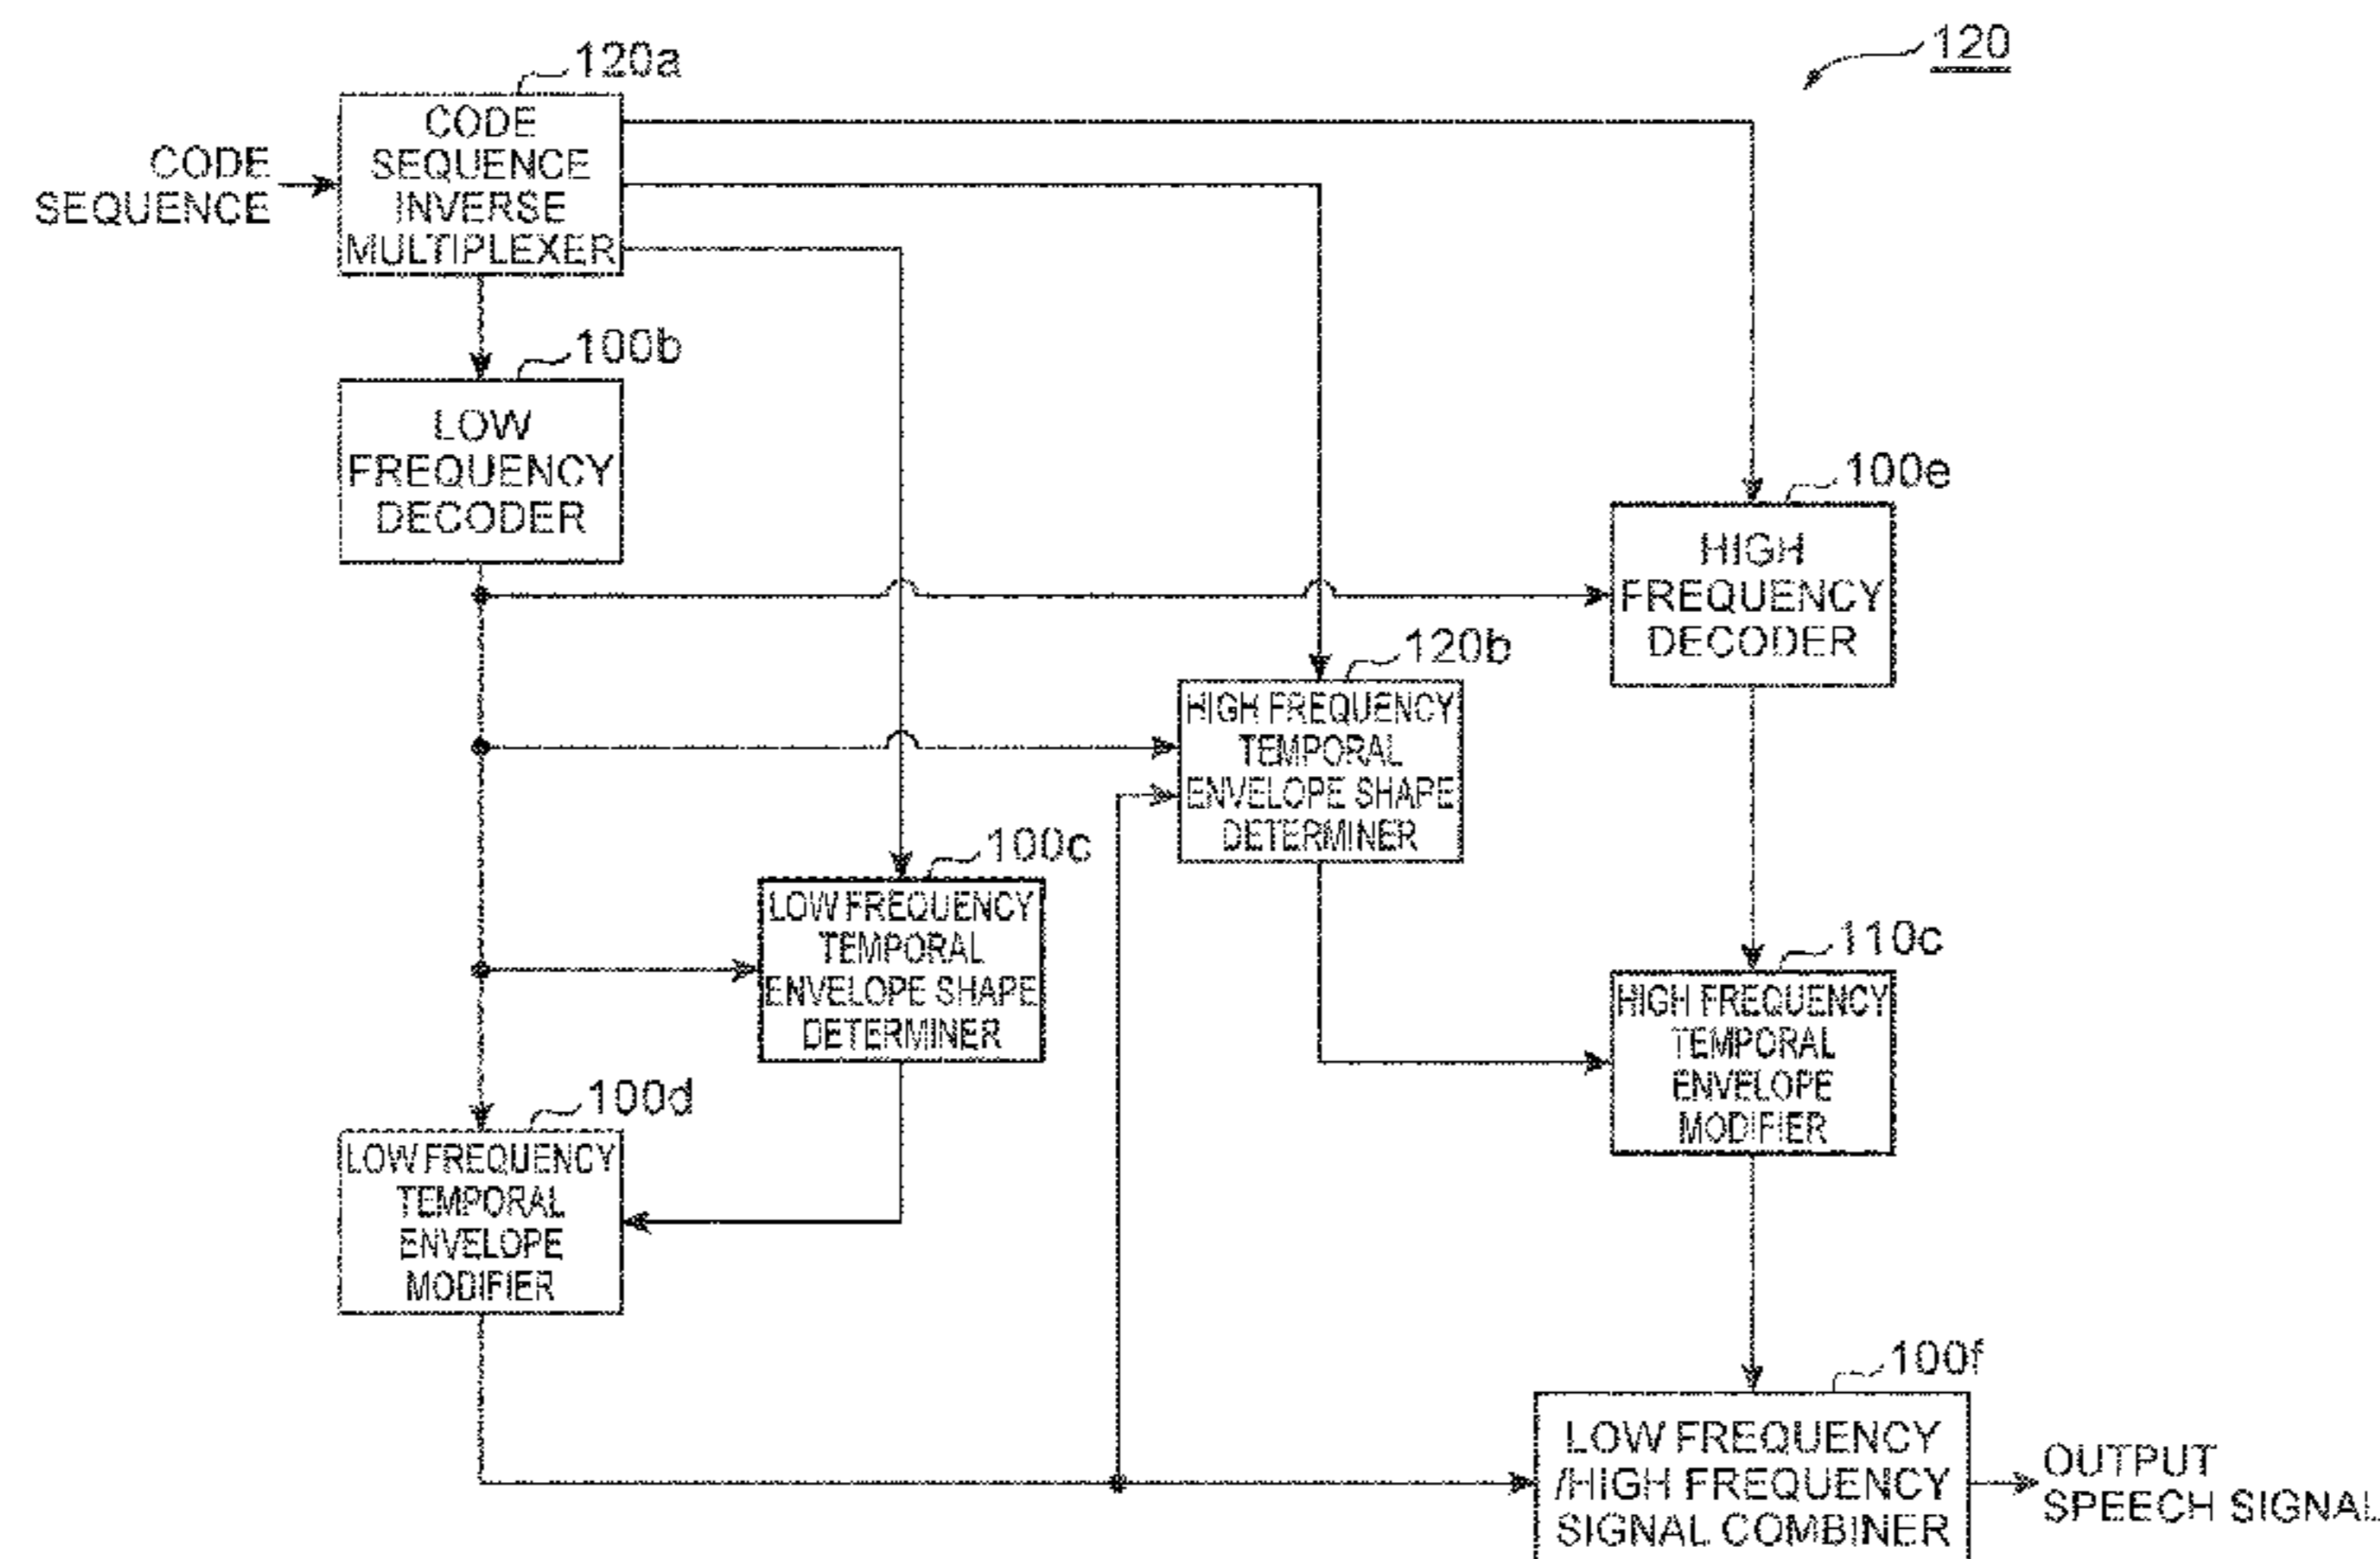 120
120a
CODE
SEQUENCE
CODE
SEQUENCE
INVERSE
MULTIPLEXER
100b
LOW
FREQUENCY
DECODER
100e
HIGH
FREQUENCY
DECODER
120b
HIGH FREQUENCY
TEMPORAL
ENVELOPE SHAPE
DETERMINER
100c
LOW FREQUENCY
TEMPORAL
ENVELOPE SHAPE
DETERMINER
110c
HIGH FREQUENCY
TEMPORAL
ENVELOPE
MODIFIER
100d
LOW FREQUENCY
TEMPORAL
ENVELOPE
MODIFIER
100f
LOW FREQUENCY
/HIGH FREQUENCY
SIGNAL COMBINER
OUTPUT
SPEECH SIGNAL